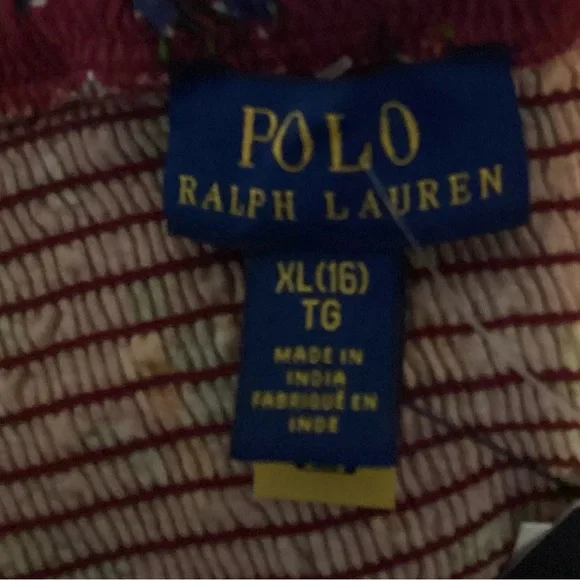 POLO
RALPH LAUREN
XL(16)
TG
MADE IN
INDIA
FABRIQUÉ EN
INDE